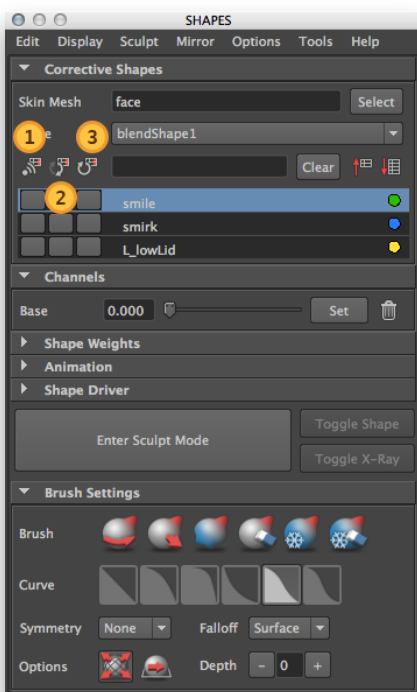 SHAPES
Edit Display Sculpt Mirror Options Tools Help
Corrective Shapes
Skin Mesh face Select
1 e 3 blendShape1
Clear
2 smile
smirk
L_lowLid
Channels
Base 0.000 Set
Shape Weights
Animation
Shape Driver
Enter Sculpt Mode
Toggle Shape
Toggle X-Ray
Brush Settings
Brush
Curve
Symmetry None Falloff Surface
Options Depth - 0 +